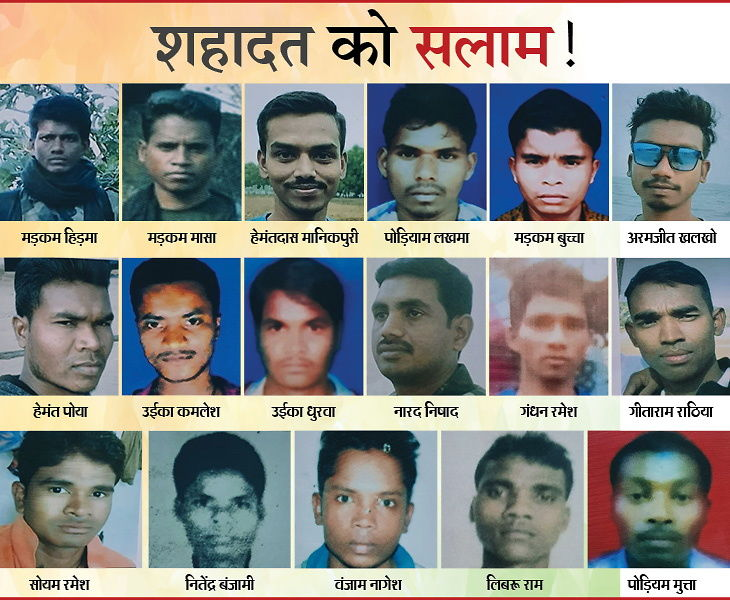 शहादत को सलाम!
मड़कम हिड़मा मड़कम मासा हेमंतदास मानिकपुरी पोड़ियाम लखमा मड़कम बुच्चा अरमजीत खलखो
हेमंत पोया उईका कमलेश उईका धुरवा नारद निषाद गंधन रमेश गीताराम राठिया
सोयम रमेश नितेंद्र बंजामी वंजाम नागेश लिबरू राम पोड़ियम मुत्ता